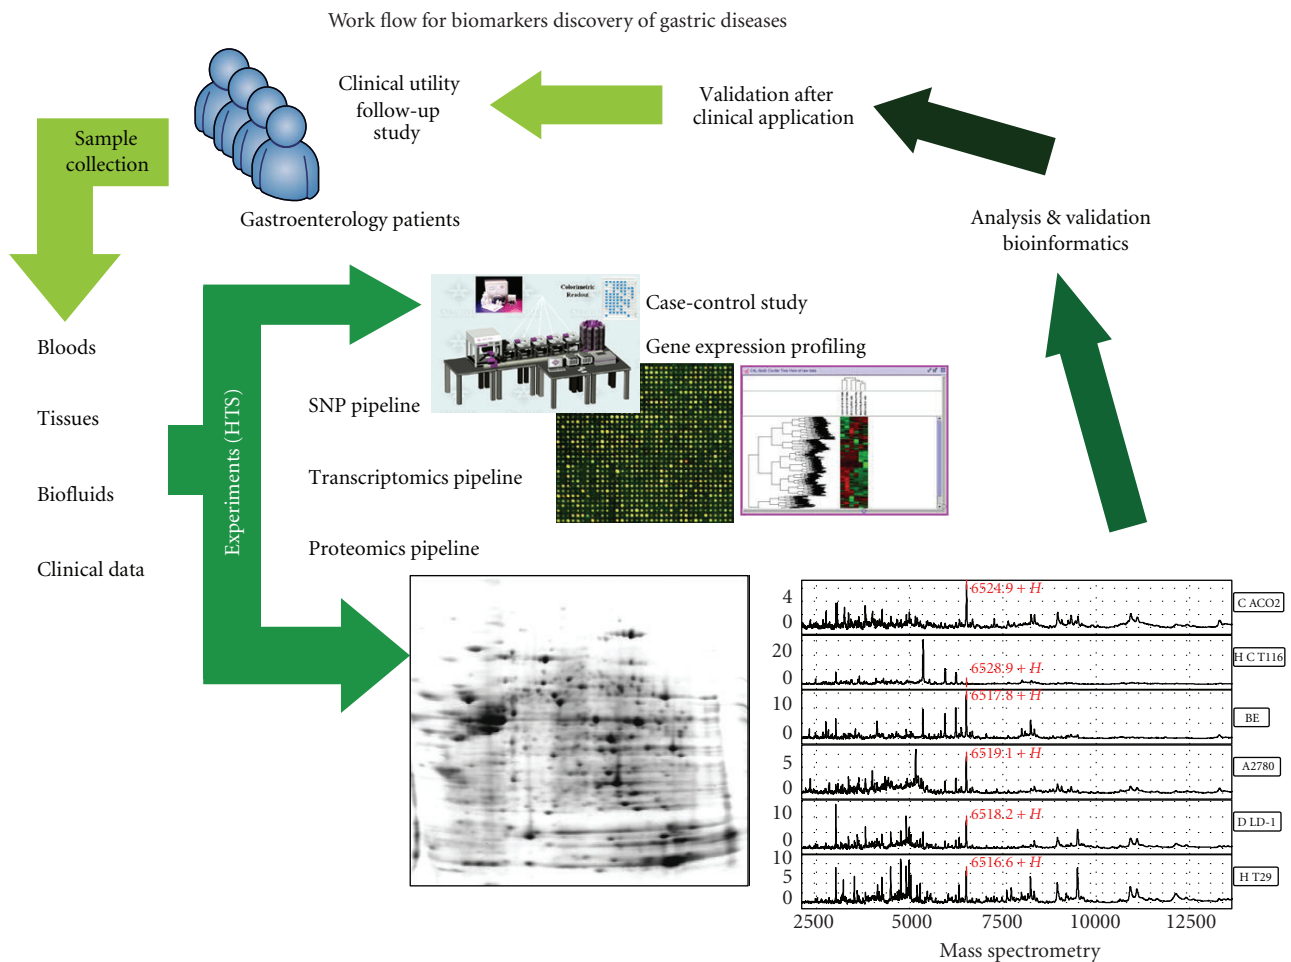 Work flow for biomarkers discovery of gastric diseases
Sample
collection
Clinical utility
follow-up
study
Validation after
clinical application
Gastroenterology patients
Analysis & validation
bioinformatics
Bloods
Tissues
Biofluids
Clinical data
Experiments (HTS)
Colorimetric
Readout
Case-control study
Gene expression profiling
SNP pipeline
Transcriptomics pipeline
Proteomics pipeline
4
0
6524.9 + H
C ACO2
20
0
6528.9 + H
H C T116
10
0
6517.8 + H
BE
5
0
6519.1 + H
A2780
10
0
6518.2 + H
D LD-1
10
5
0
6516.6 + H
H T29
2500 5000 7500 10000 12500
Mass spectrometry